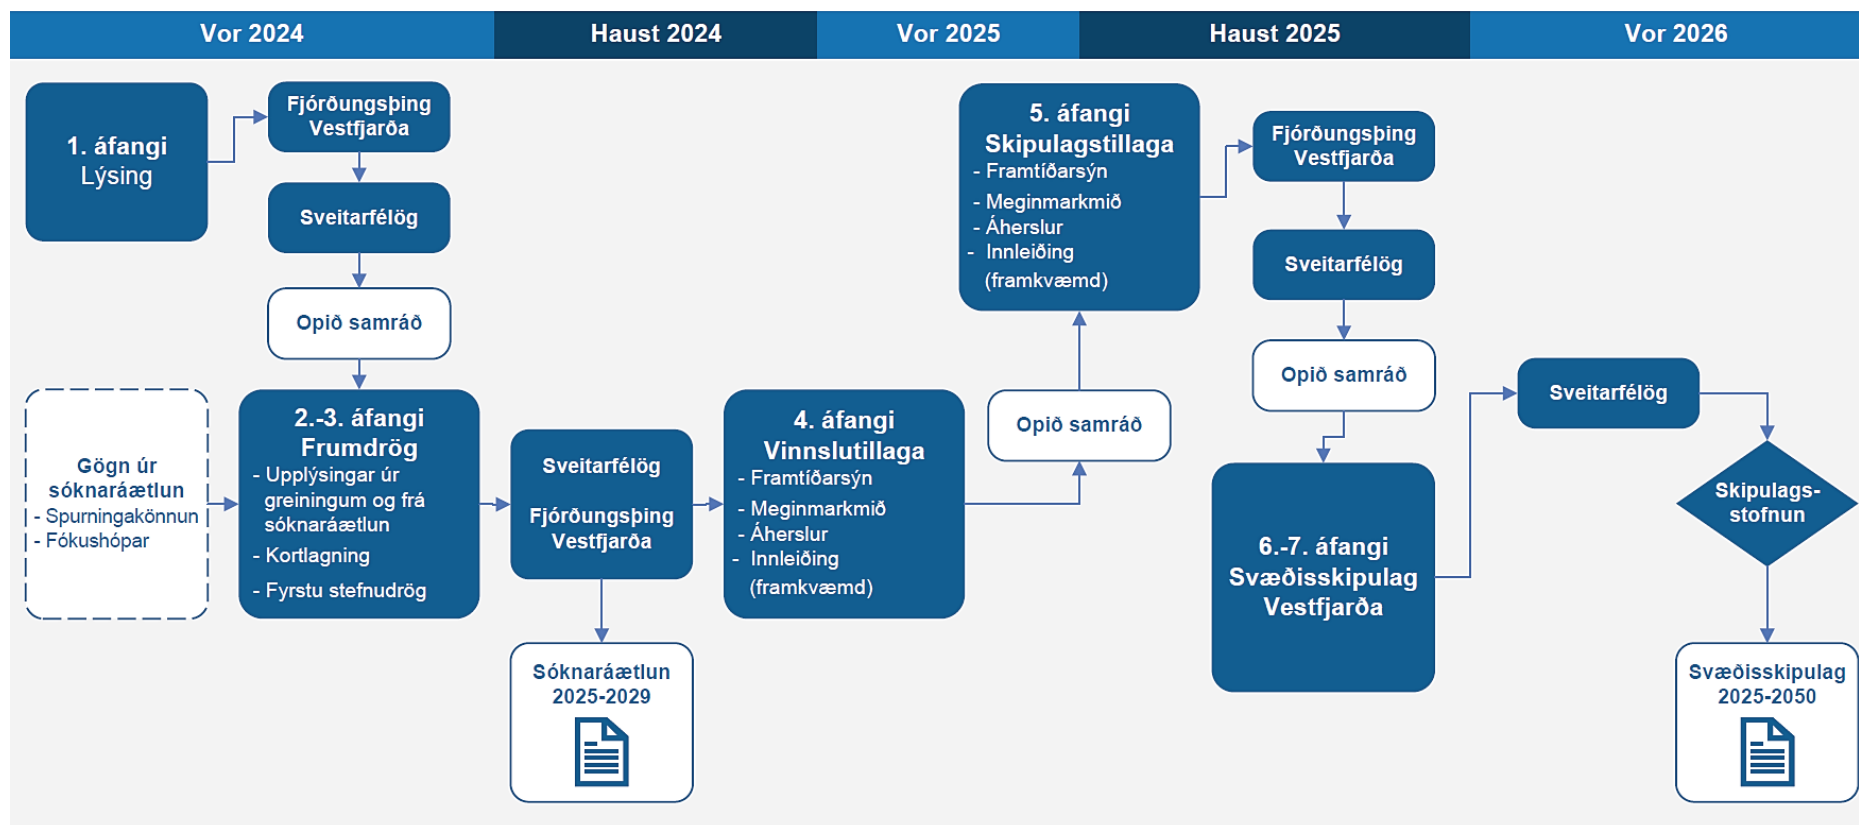 Vor 2024
Haust 2024
Vor 2025
Haust 2025
Vor 2026
1. áfangi
Lýsing
Fjórðungsþing
Vestfjarða
Sveitarfélög
Opið samráð
Gögn úr
sóknaráætlun
- Spurningakönnun
- Fókushópar
2.-3. áfangi
Frumdrög
- Upplýsingar úr
greiningum og frá
sóknaráætlun
- Kortlagning
- Fyrstu stefnudrög
Sveitarfélög
Fjórðungsþing
Vestfjarða
Sóknaráætlun
2025-2029
4. áfangi
Vinnslutillaga
- Framtíðarsýn
- Meginmarkmið
- Áherslur
- Innleiðing
(framkvæmd)
Opið samráð
5. áfangi
Skipulagstillaga
- Framtíðarsýn
- Meginmarkmið
- Áherslur
- Innleiðing
(framkvæmd)
Fjórðungsþing
Vestfjarða
Sveitarfélög
Opið samráð
6.-7. áfangi
Svæðisskipulag
Vestfjarða
Sveitarfélög
Skipulags-
stofnun
Svæðisskipulag
2025-2050